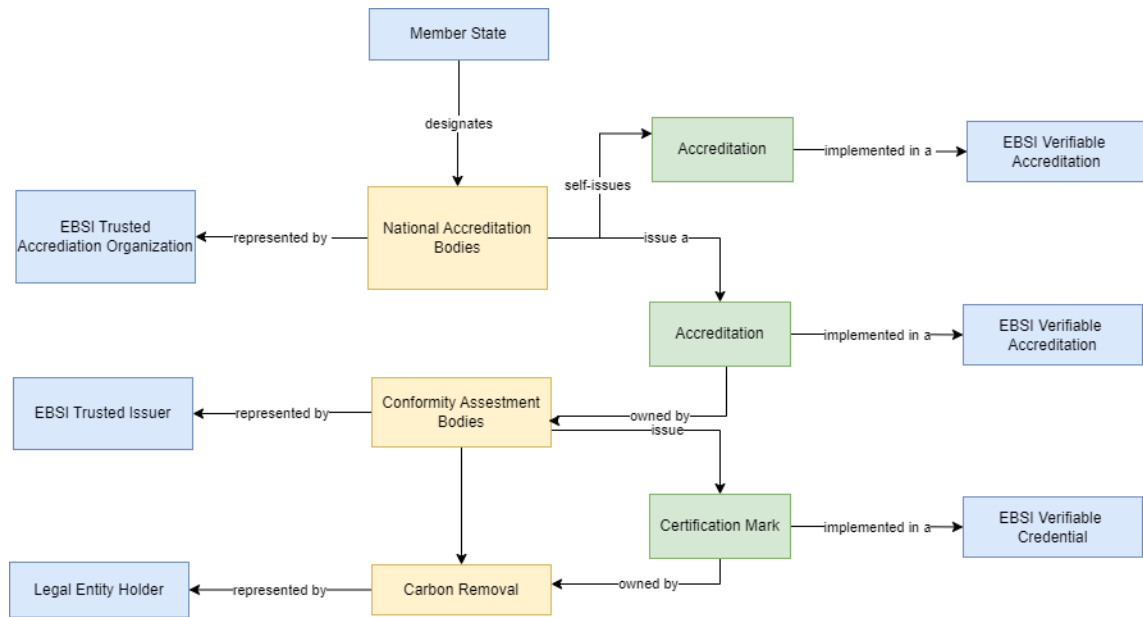 Member State
designates
Accreditation
implemented in a
EBSI Verifiable
Accreditation
self-issues
EBSI Trusted
Accrediation Organization
represented by
National Accreditation
Bodies
issue a
Accreditation
implemented in a
EBSI Verifiable
Accreditation
EBSI Trusted Issuer
represented by
Conformity Assestment
Bodies
owned by
issue
Certification Mark
implemented in a
EBSI Verifiable
Credential
Legal Entity Holder
represented by
Carbon Removal
owned by